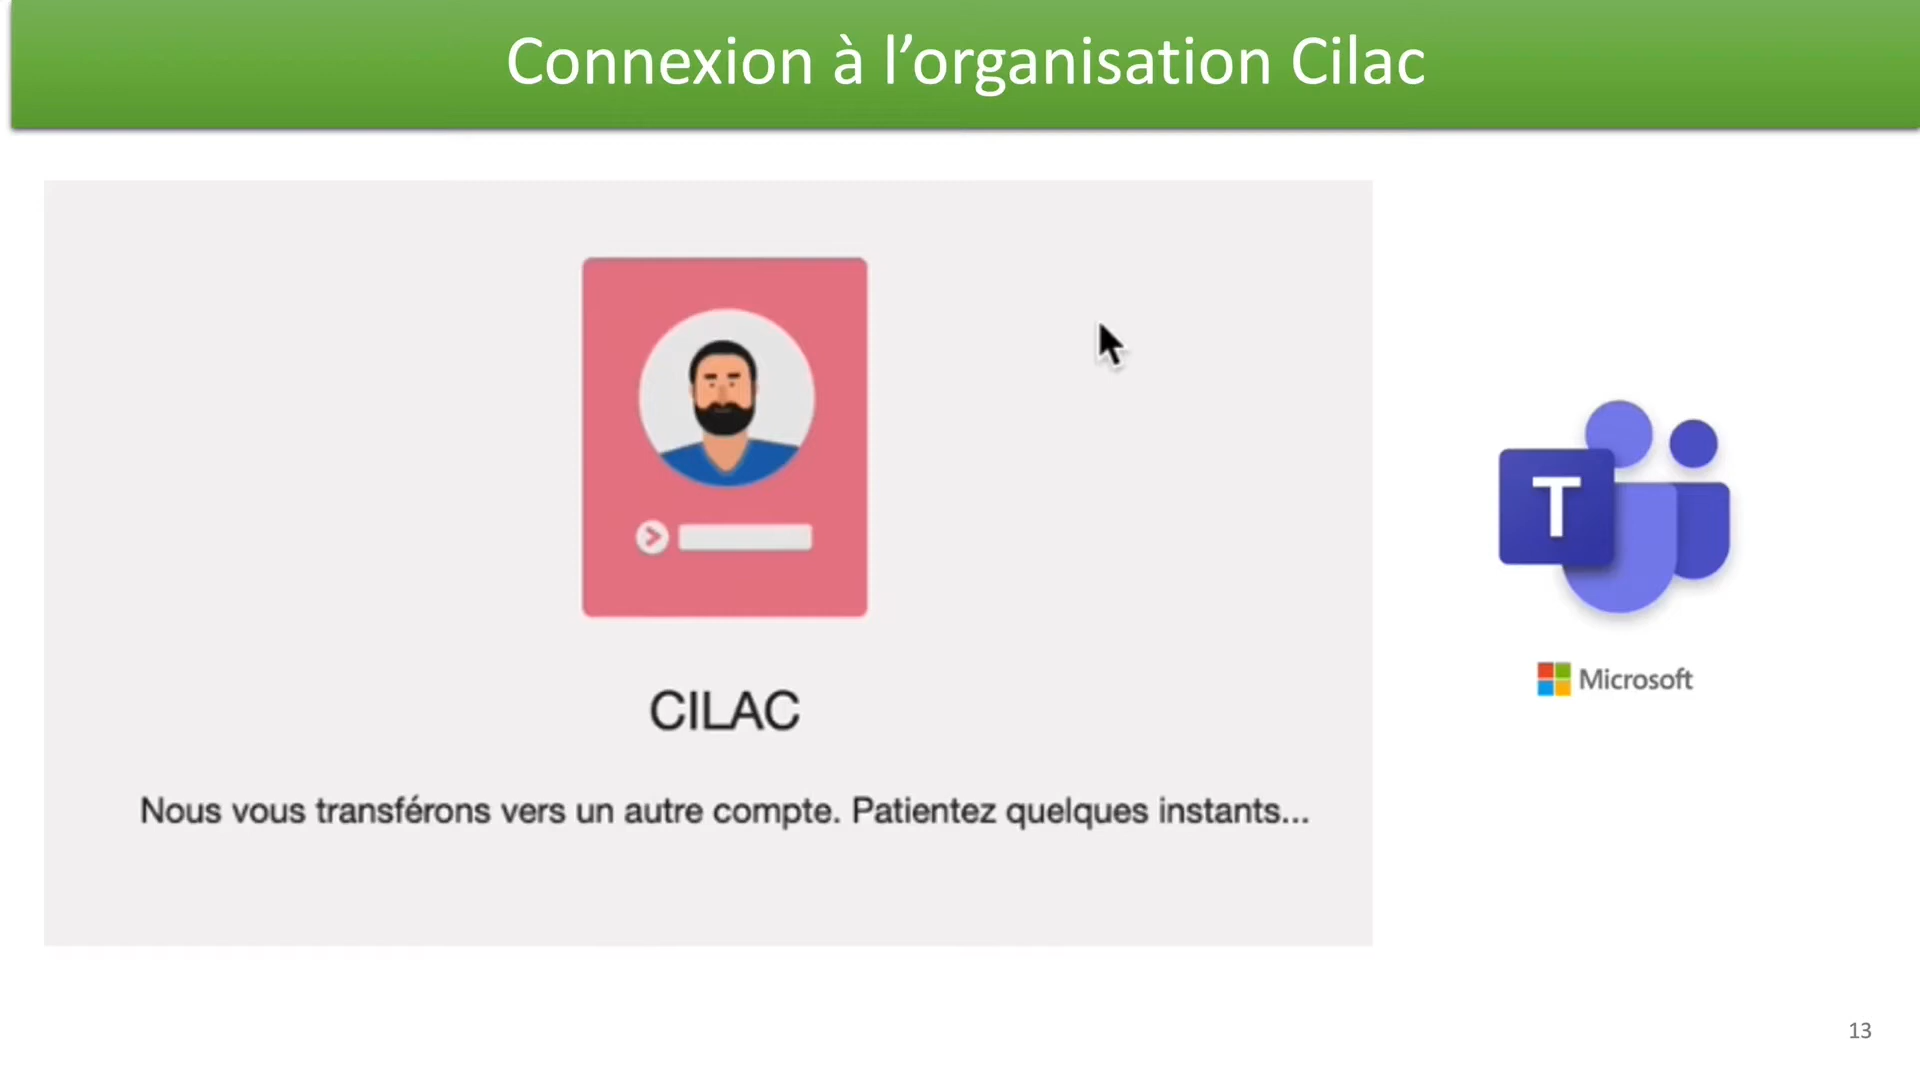 Connexion à l’organisation Cilac
T
Microsoft
CILAC
Nous vous transférons vers un autre compte. Patientez quelques instants...
13